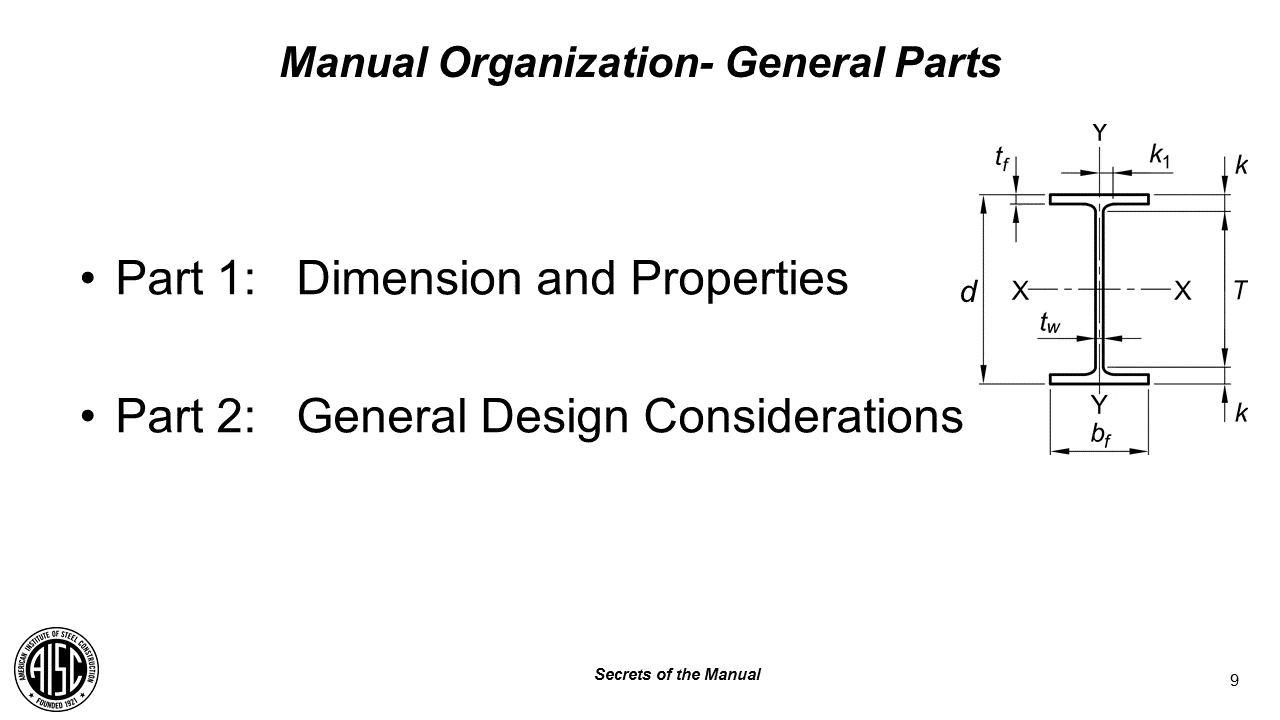 Manual Organization- General Parts
• Part 1: Dimension and Properties
• Part 2: General Design Considerations
Y
tf
k1
k
d
X
X
T
tw
Y
k
bf
AMERICAN INSTITUTE OF STEEL CONSTRUCTION
AISC
FOUNDED 1921
Secrets of the Manual
9